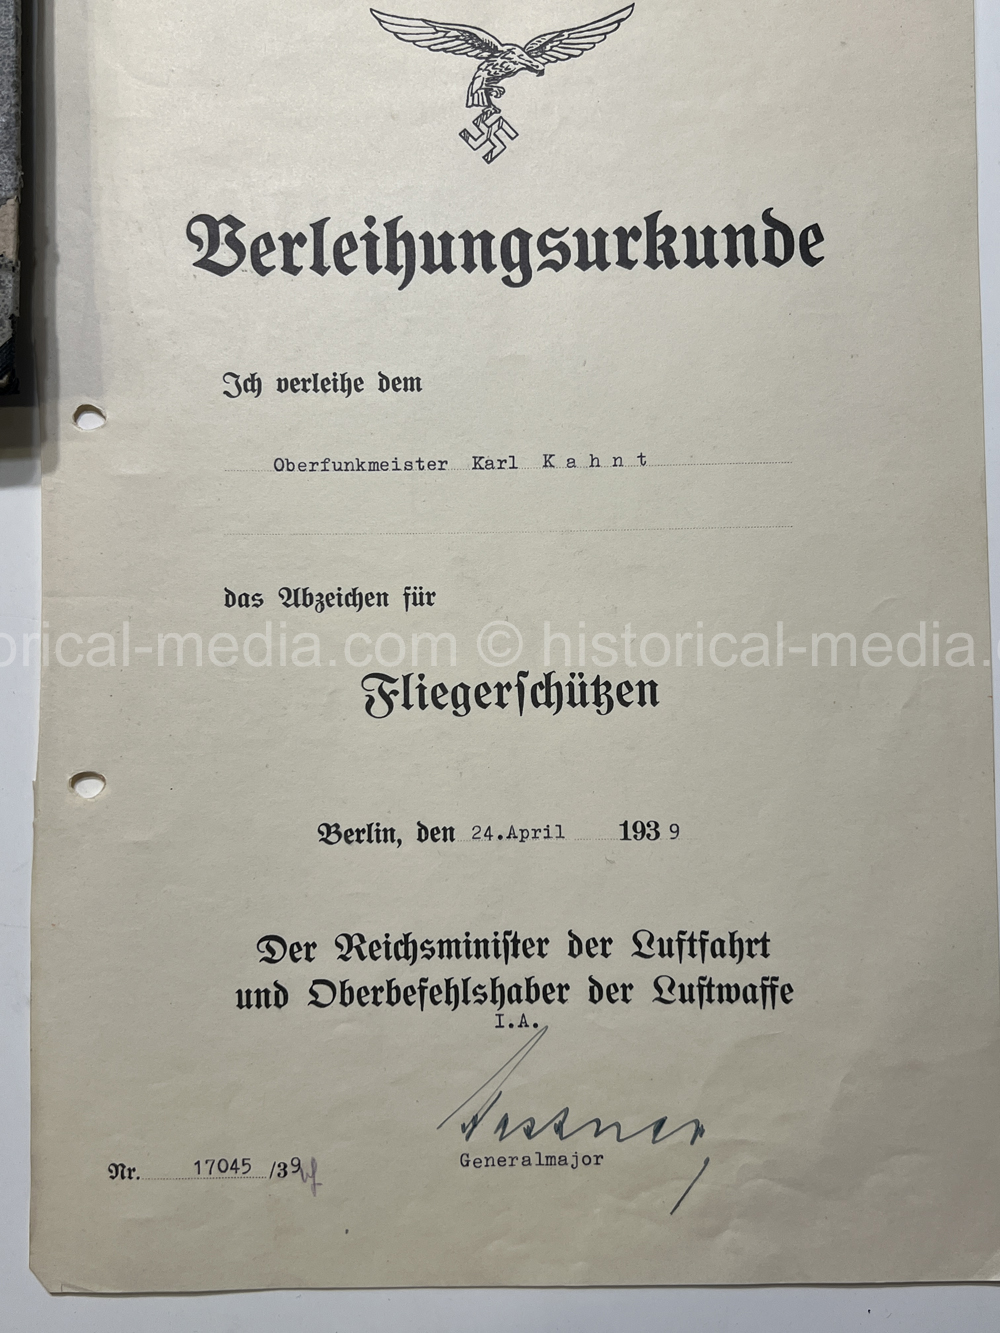 Verleihungsurkunde
Ich verleihe dem
Oberfunkmeister Karl K a h n t
das Abzeichen für
orical-media.com © historical-media.c
Fliegerschützen
Berlin, den 24.April 1939
Der Reichsminister der Luftfahrt
und Oberbefehlshaber der Luftwaffe
I.A.
Generalmajor
Nr. 17045 /39